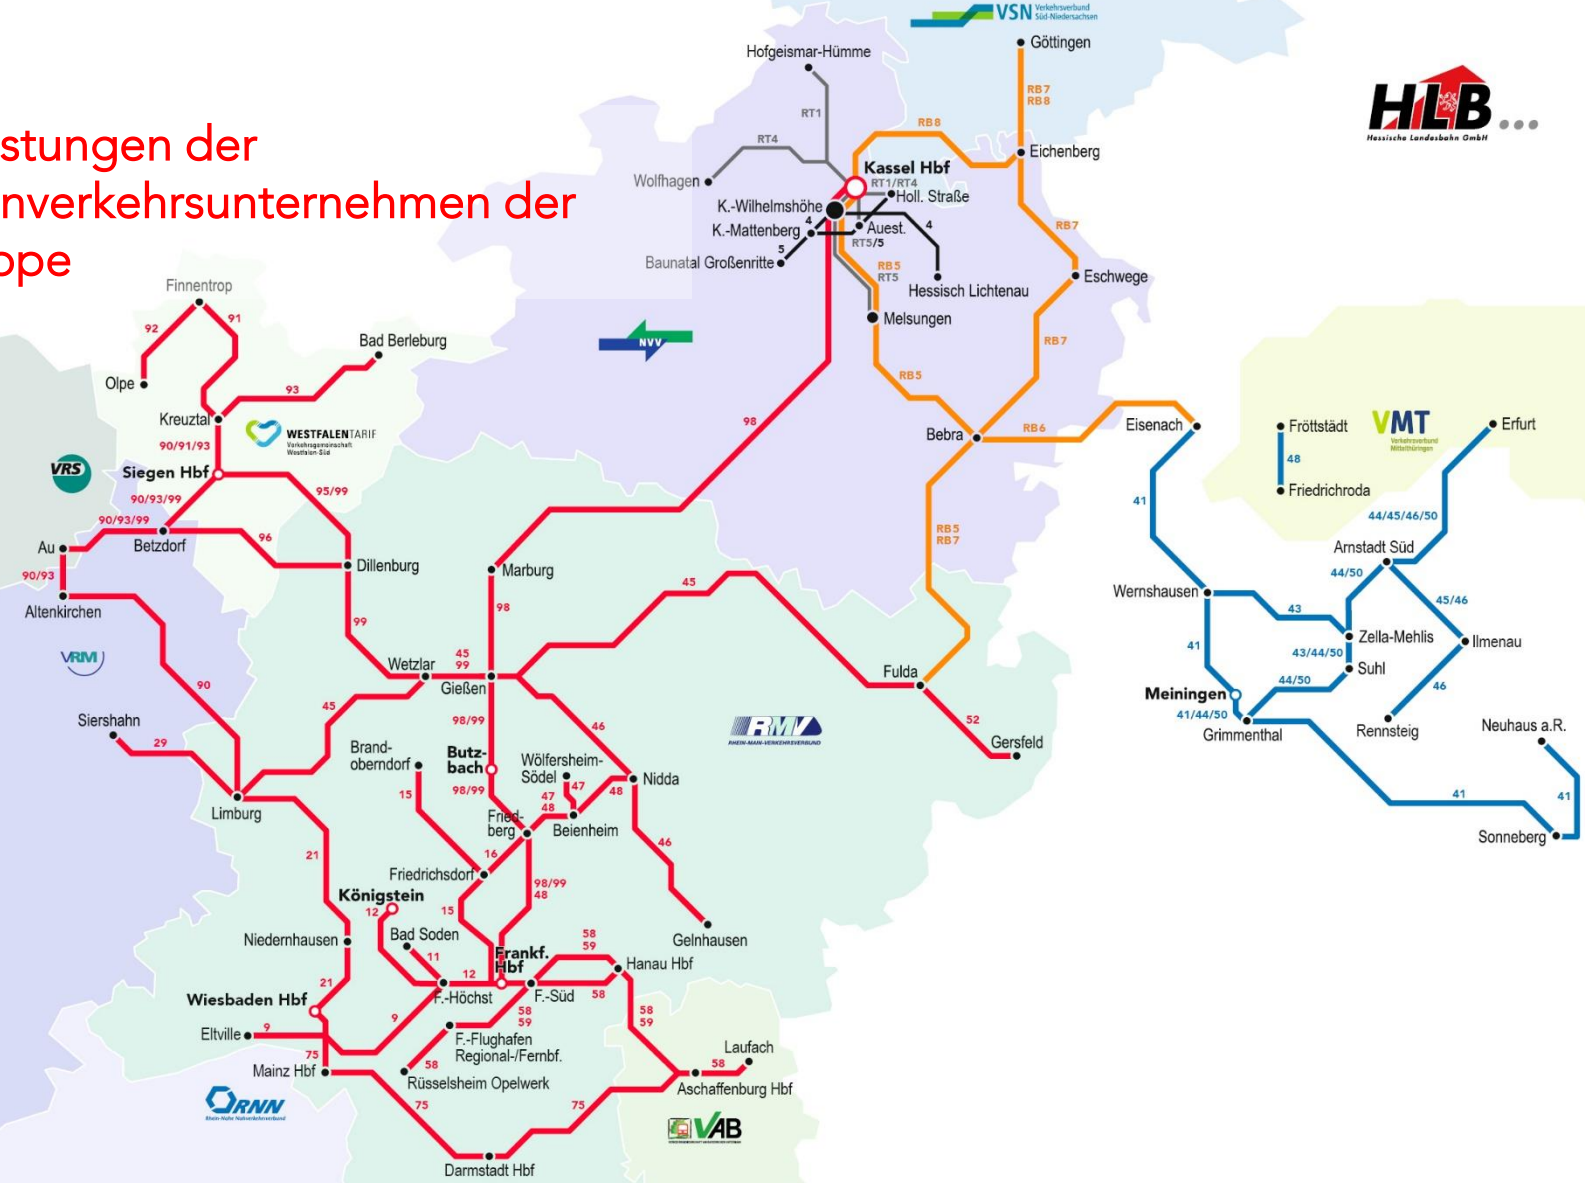 VSN Verkehrsverbund
Süd-Niedersachsen
Göttingen
Hofgeismar-Hümme
HLB...
Hessische Landesbahn GmbH
RB7
RB8
RT1
RB8
stungen der
RT4
Eichenberg
Kassel Hbf
Wolfhagen
RT1/RT4
Holl. Straße
nverkehrsunternehmen der
K.-Wilhelmshöhe
4
K.-Mattenberg
Auest.
4
RB7
5
RT5/5
ppe
Baunatal Großenritte
RB5
RT5
Eschwege
Finnentrop
Hessisch Lichtenau
92
91
Melsungen
Bad Berleburg
NVV
RB7
Olpe
RB5
93
Kreuztal
98
Eisenach
Fröttstädt
VMT
Verkehrsverbund
Mittelthüringen
Erfurt
WESTFALENTARIF
Verkehrsgemeinschaft
Westfalen-Süd
Bebra
RB6
90/91/93
48
VRS
Siegen Hbf
Friedrichroda
95/99
90/93/99
41
90/93/99
44/45/46/50
RB5
RB7
Au
Betzdorf
96
Arnstadt Süd
Dillenburg
Marburg
44/50
90/93
45
Wernshausen
Altenkirchen
98
43
45/46
99
Zella-Mehlis
Ilmenau
41
43/44/50
VRM
45
99
Wetzlar
Fulda
Suhl
Gießen
44/50
46
90
Meiningen
45
41/44/50
98/99
46
RMV
RHEIN-MAIN-VERKEHRSVERBUND
52
Siershahn
Grimmenthal
Rennsteig
Neuhaus a.R.
29
Brand-
oberndorf
Butz-
bach
Gersfeld
Wölfersheim-
Södel
Nidda
47
98/99
15
47
48
48
41
41
Limburg
Fried-
berg
Beienheim
Sonneberg
46
21
16
Friedrichsdorf
98/99
48
Königstein
12
15
Bad Soden
Niedernhausen
58
59
Gelnhausen
Frankf.
Hbf
11
Hanau Hbf
12
21
F.-Höchst
F.-Süd
58
Wiesbaden Hbf
58
59
58
59
9
Eltville
9
F.-Flughafen
Regional-/Fernbf.
Laufach
75
58
58
Mainz Hbf
Rüsselsheim Opelwerk
Aschaffenburg Hbf
75
75
RNN
Rhein-Nahe Nahverkehrsverbund
VAB
Darmstadt Hbf